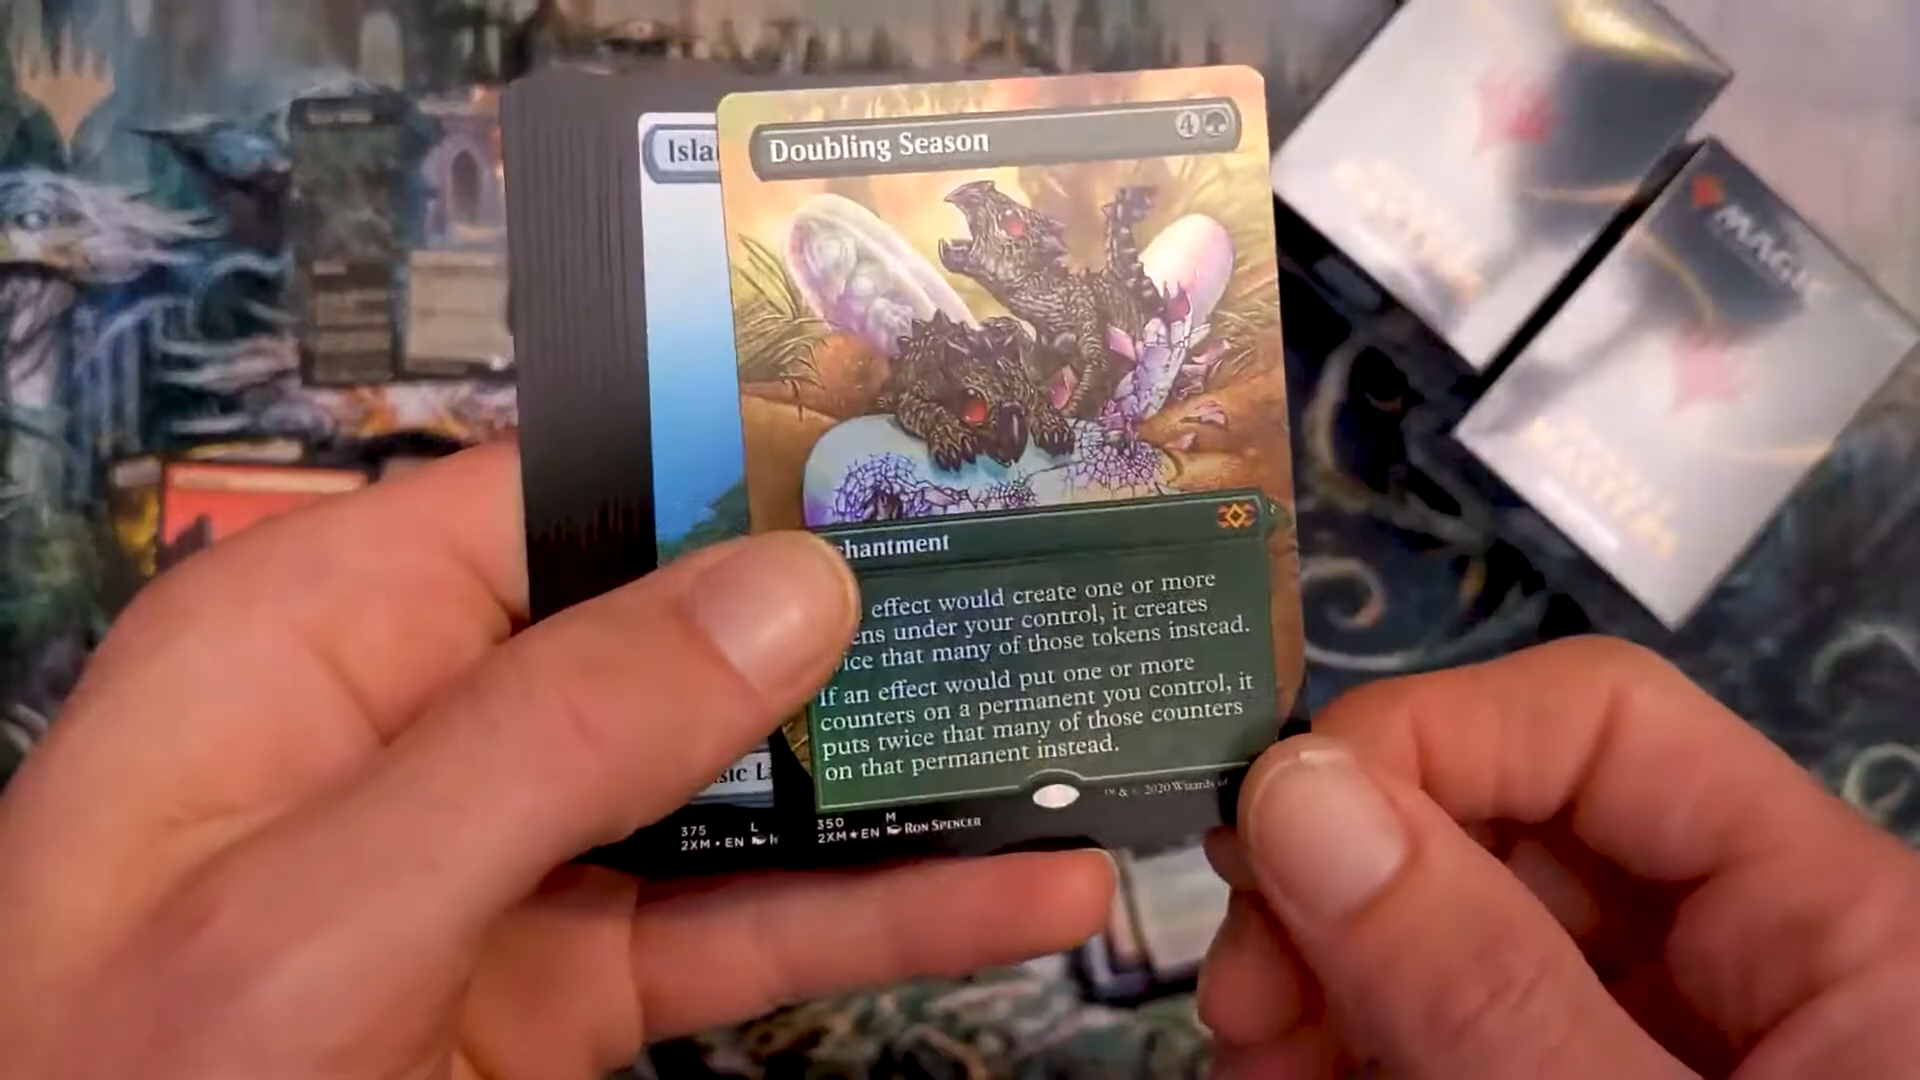 Isla
Doubling Season
4
chantment
effect would create one or more
ens under your control, it creates
ice that many of those tokens instead.
If an effect would put one or more
counters on a permanent you control, it
puts twice that many of those counters
on that permanent instead.
sic L
™ & © 2020 Wizards of
375 L
2XM • EN
350 M
2XM ★ EN RON SPENCER
MAGIC